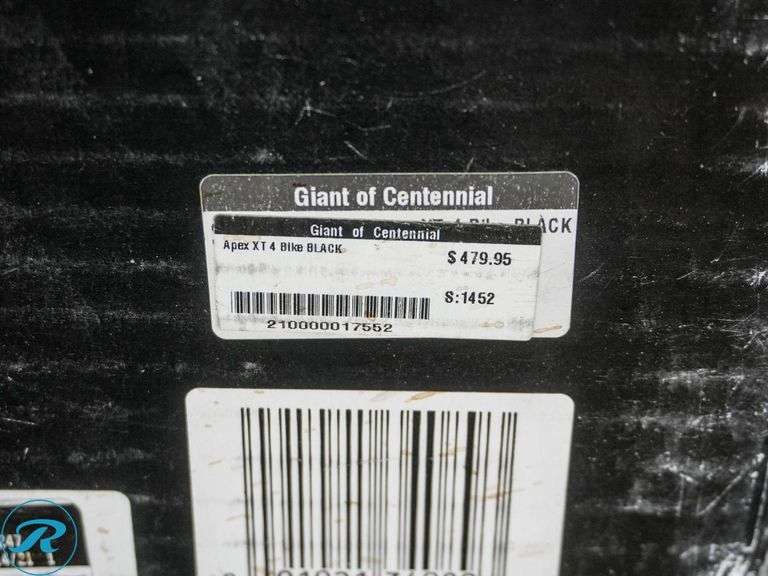 Giant of Centennial
BLACK
Giant of Centennial
Apex XT 4 Bike BLACK
$479.95
S:1452
210000017552